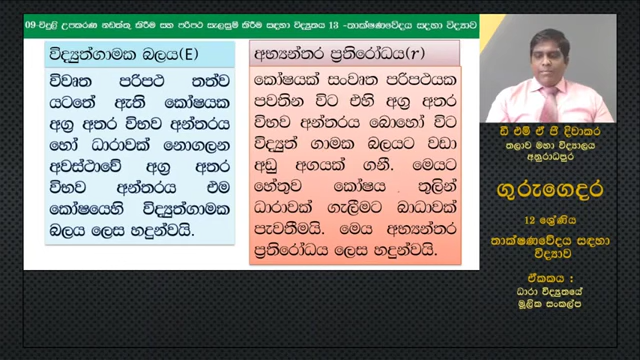 09-විදුලි උපකරණ නඩත්තු කිරීම සහ පරිපථ සැලසුම් කිරීම සඳහා විද්‍යුතය 13 -තාක්ෂණවේදය සදහා විද්‍යාව
විද්‍යුත්ගාමක බලය(E)
විවෘත පරිපථ තත්ව
යටතේ ඇති කෝෂයක
අග්‍ර අතර විභව අන්තරය
හෝ ධාරාවක් නොගලන
අවස්ථාවේ අග්‍ර අතර
විභව අන්තරය එම
කෝෂයෙහි විද්‍යුත්ගාමක
බලය ලෙස හඳුන්වයි.
අභ්‍යන්තර ප්‍රතිරෝධය(r)
කෝෂයක් සංවෘත පරිපථයක
පවතින විට එහි අග්‍ර අතර
විභව අන්තරය බොහෝ විට
විද්‍යුත් ගාමක බලයට වඩා
අඩු අගයක් ගනී. මෙයට
හේතුව කෝෂය තුලින්
ධාරාවක් ගැලීමට බාධාවක්
පැවතීමයි. මෙය අභ්‍යන්තර
ප්‍රතිරෝධය ලෙස හඳුන්වයි.
ඩී එම් ඒ ජී දිවාකර
තලාව මහා විද්‍යාලය
අනුරාධපුර
ගුරුගෙදර
12 ශ්‍රේණිය
තාක්ෂණවේදය සඳහා
විද්‍යාව
ඒකකය :
ධාරා විද්‍යුතයේ
මූලික සංකල්ප